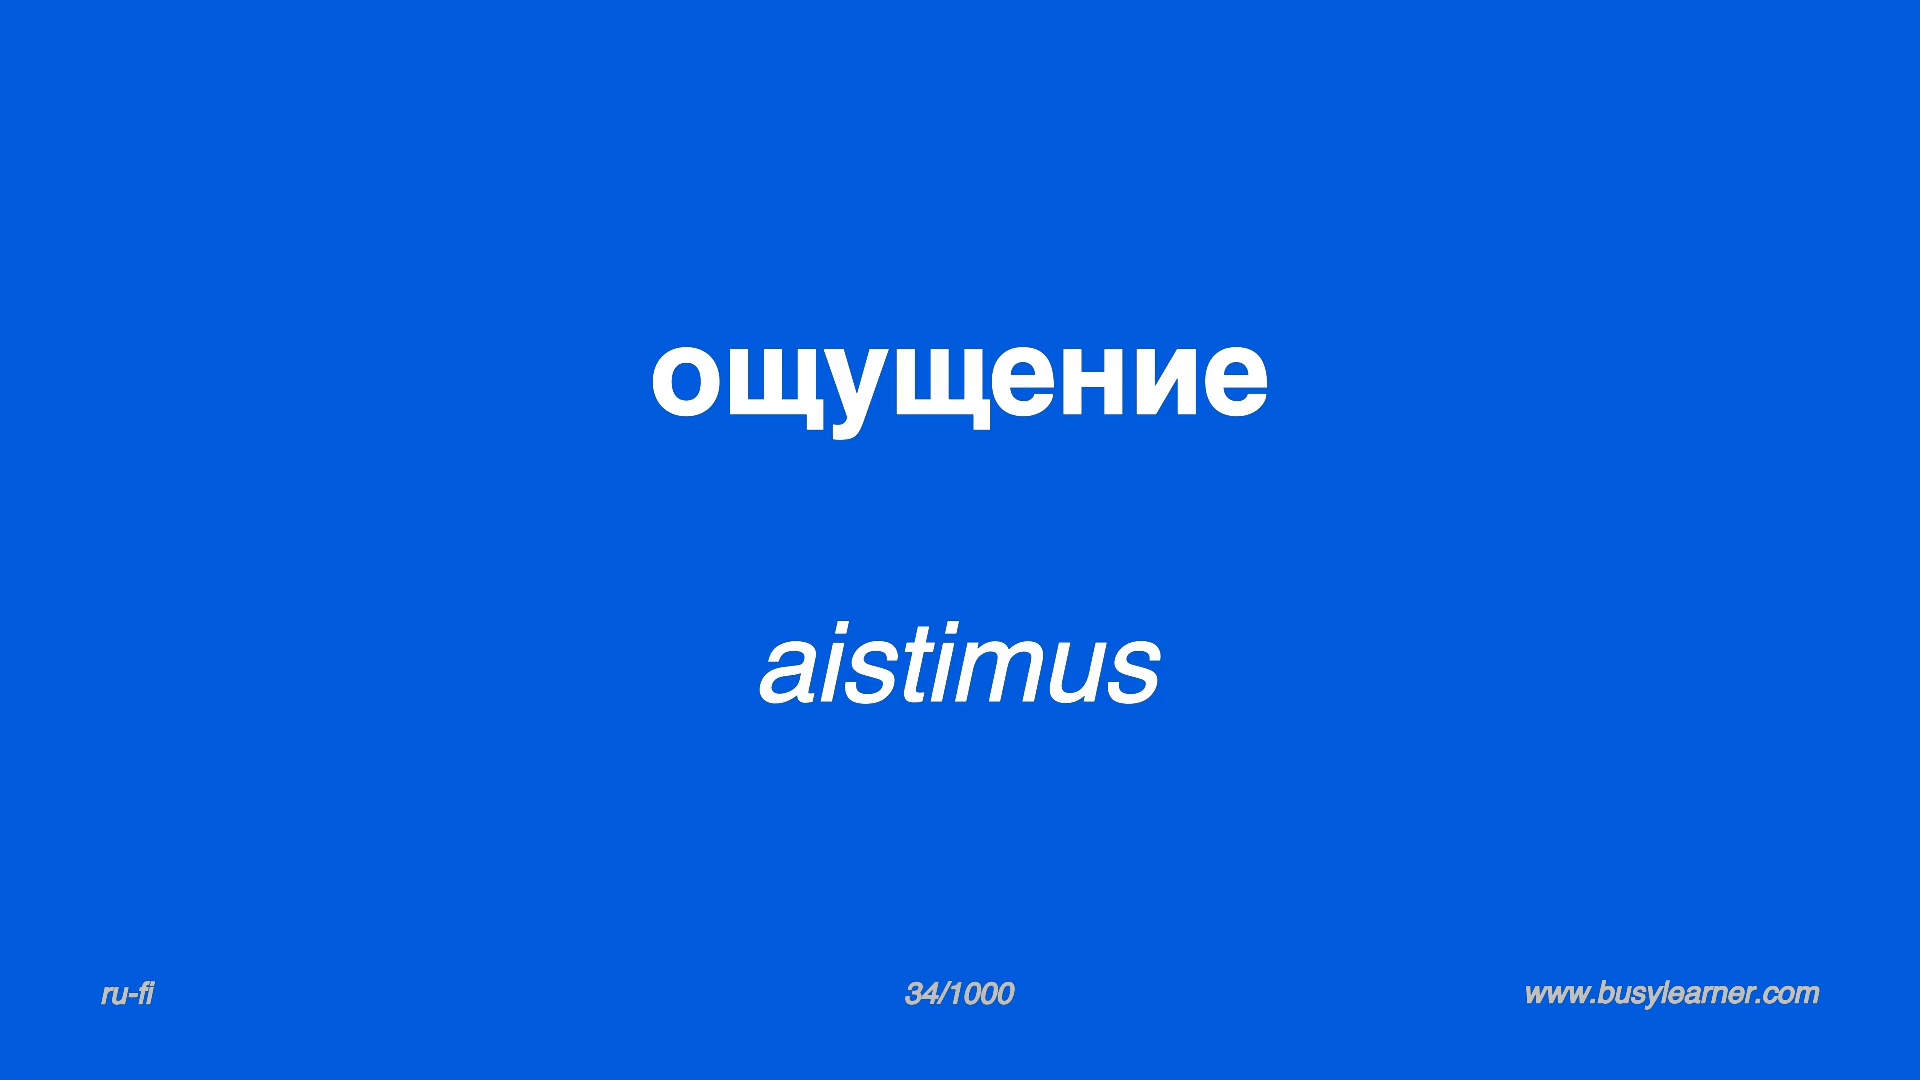 ощущение
aistimus
ru-fi
34/1000
www.busylearner.com